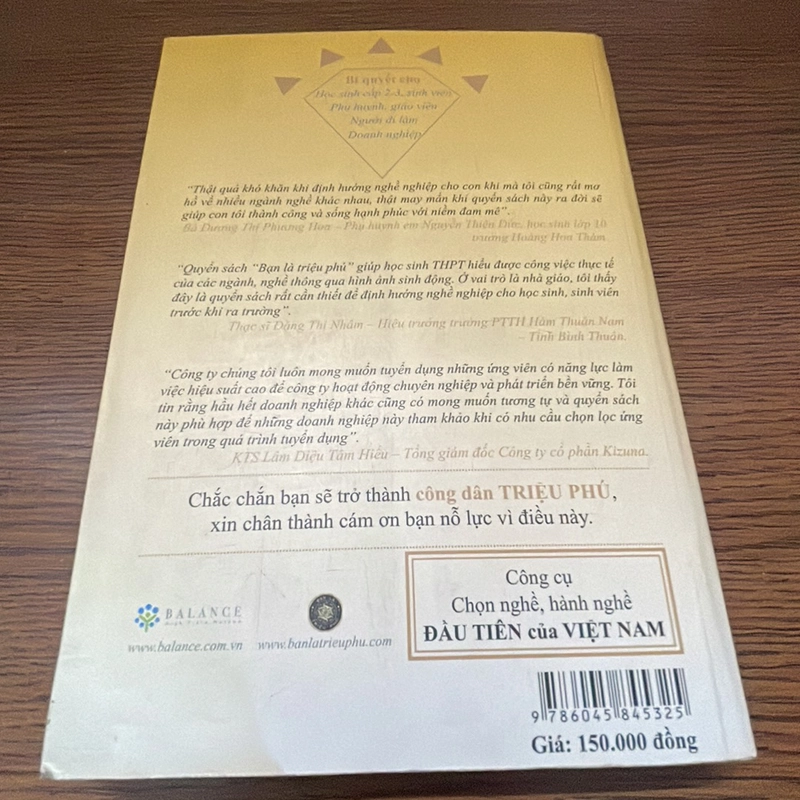 Bí quyết cho
Học sinh cấp 2-3, sinh viên
Phụ huynh, giáo viên
Người đi làm
Doanh nghiệp
"Thật quá khó khăn khi định hướng nghề nghiệp cho con khi mà tôi cũng rất mơ
hồ về nhiều ngành nghề khác nhau, thật may mắn khi quyển sách này ra đời sẽ
giúp con tôi thành công và sống hạnh phúc với niềm đam mê".
Bà Dương Thị Phương Hoa – Phụ huynh em Nguyễn Thiện Đức, học sinh lớp 10
trường Hoàng Hoa Thám.
"Quyển sách "Bạn là triệu phú" giúp học sinh THPT hiểu được công việc thực tế
của các ngành, nghề thông qua hình ảnh sinh động. Ở vai trò là nhà giáo, tôi thấy
đây là quyển sách rất cần thiết để định hướng nghề nghiệp cho học sinh, sinh viên
trước khi ra trường".
Thạc sĩ Đặng Thị Nhẫm – Hiệu trưởng trường PTTH Hàm Thuận Nam
– Tỉnh Bình Thuận.
"Công ty chúng tôi luôn mong muốn tuyển dụng những ứng viên có năng lực làm
việc hiệu suất cao để công ty hoạt động chuyên nghiệp và phát triển bền vững. Tôi
tin rằng hầu hết doanh nghiệp khác cũng có mong muốn tương tự và quyển sách
này phù hợp để những doanh nghiệp này tham khảo khi có nhu cầu chọn lọc ứng
viên trong quá trình tuyển dụng".
KTS Lâm Diệu Tâm Hiếu – Tổng giám đốc Công ty cổ phần Kizuna.
Chắc chắn bạn sẽ trở thành công dân TRIỆU PHÚ,
xin chân thành cám ơn bạn nỗ lực vì điều này.
Công cụ
Chọn nghề, hành nghề
ĐẦU TIÊN của VIỆT NAM
BALANCE
www.balance.com.vn www.banlatrieuphu.com
9 786045 845325
Giá: 150.000 đồng